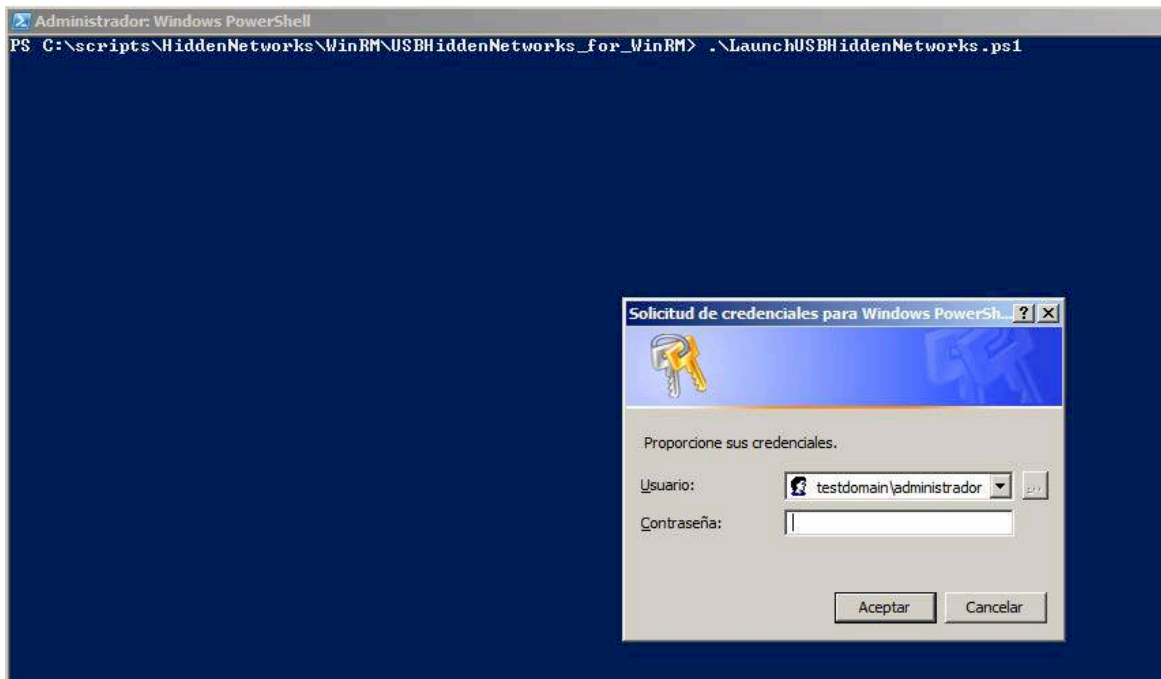 Administrador: Windows PowerShell
PS C:\scripts\HiddenNetworks\WinRM\USBHiddenNetworks_for_WinRM> .\LaunchUSBHiddenNetworks.ps1
Solicitud de credenciales para Windows PowerSh...
Proporcione sus credenciales.
Usuario: testdomain\administrador ...
Contraseña:
Aceptar Cancelar